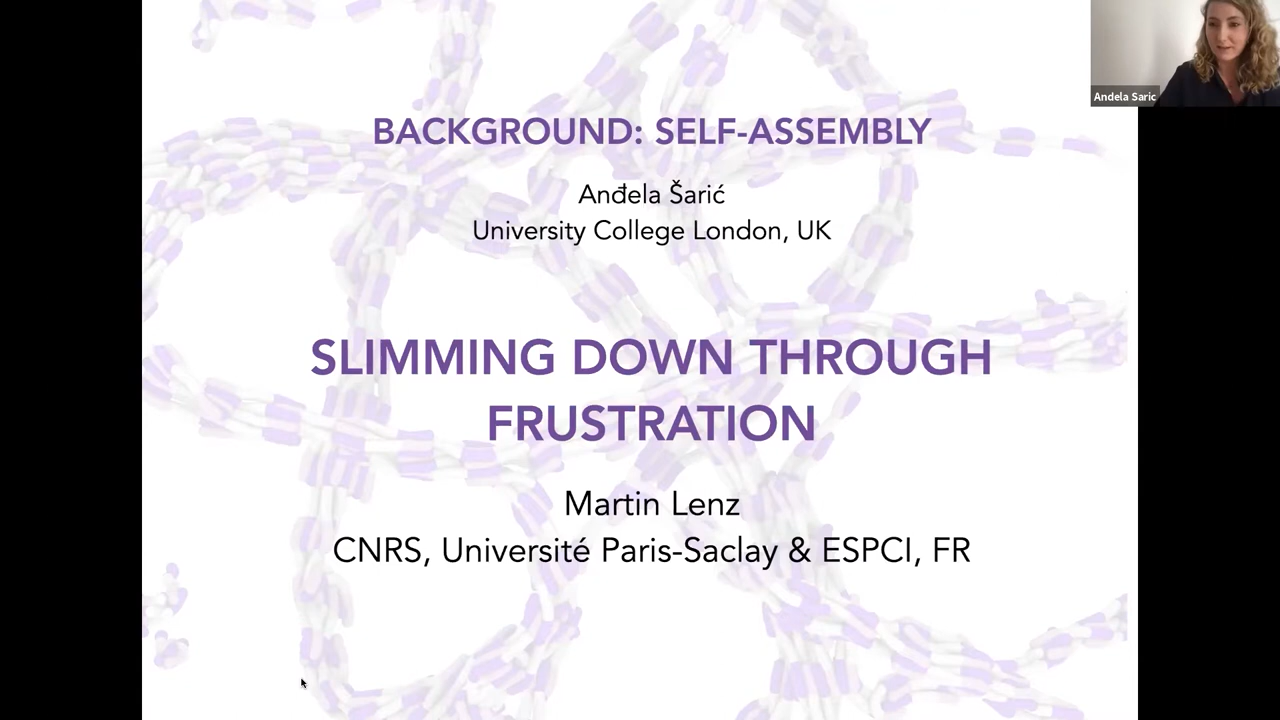 BACKGROUND: SELF-ASSEMBLY
Anđela Šarić
University College London, UK
SLIMMING DOWN THROUGH
FRUSTRATION
Martin Lenz
CNRS, Université Paris-Saclay & ESPCI, FR
Andela Saric